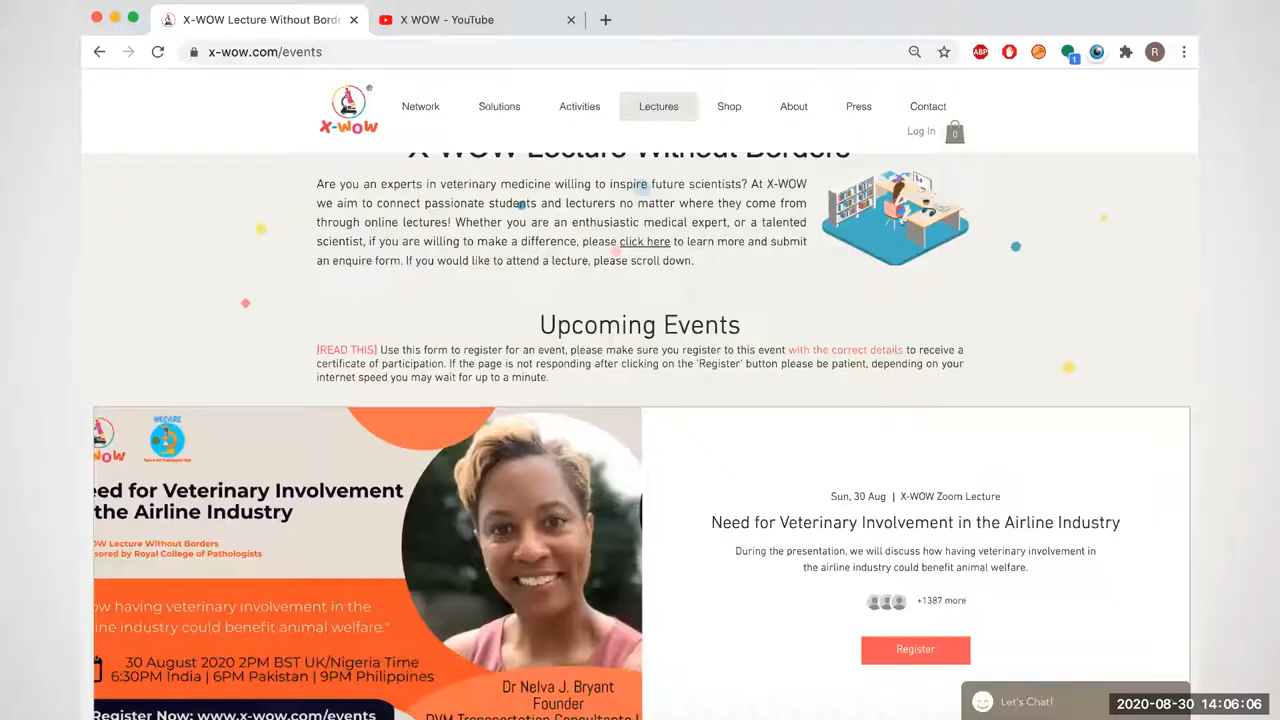 X-WOW Lecture Without Borde
X WOW - YouTube
x-wow.com/events
ABP
1
R
X-WOW
Network
Solutions
Activities
Lectures
Shop
About
Press
Contact
Log In
0
X-WOW Lecture Without Borders
Are you an experts in veterinary medicine willing to inspire future scientists? At X-WOW
we aim to connect passionate students and lecturers no matter where they come from
through online lectures! Whether you are an enthusiastic medical expert, or a talented
scientist, if you are willing to make a difference, please click here to learn more and submit
an enquire form. If you would like to attend a lecture, please scroll down.
Upcoming Events
[READ THIS] Use this form to register for an event, please make sure you register to this event with the correct details to receive a
certificate of participation. If the page is not responding after clicking on the 'Register' button please be patient, depending on your
internet speed you may wait for up to a minute.
WECARE
OW
eed for Veterinary Involvement
the Airline Industry
OW Lecture Without Borders
nsored by Royal College of Pathologists
ow having veterinary involvement in the
line industry could benefit animal welfare."
30 August 2020 2PM BST UK/Nigeria Time
6:30PM India | 6PM Pakistan | 9PM Philippines
Register Now: www.x-wow.com/events
Dr Nelva J. Bryant
Founder
DVM Transportation Consultants
Sun, 30 Aug | X-WOW Zoom Lecture
Need for Veterinary Involvement in the Airline Industry
During the presentation, we will discuss how having veterinary involvement in
the airline industry could benefit animal welfare.
+1387 more
Register
Let's Chat!
2020-08-30 14:06:06